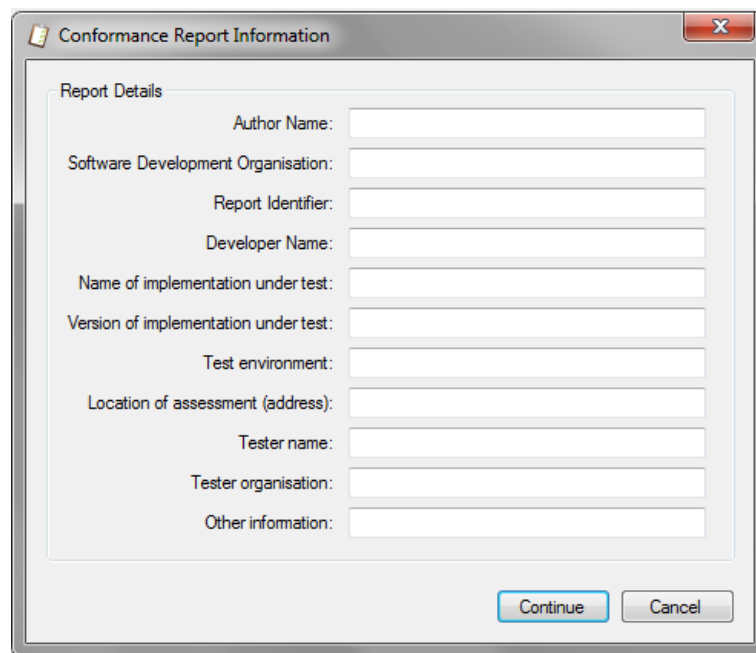 Conformance Report Information
Report Details
Author Name:
Software Development Organisation:
Report Identifier:
Developer Name:
Name of implementation under test:
Version of implementation under test:
Test environment:
Location of assessment (address):
Tester name:
Tester organisation:
Other information:
Continue Cancel